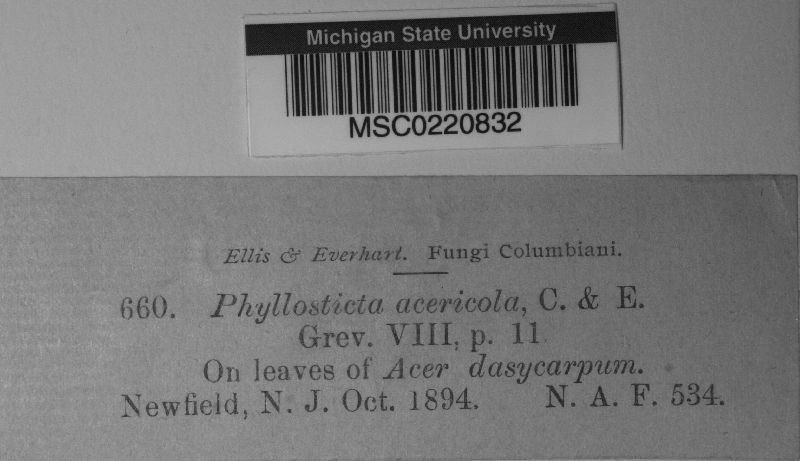 Michigan State University
MSC0220832
Ellis & Everhart. Fungi Columbiani.
660. Phyllosticta acericola, C. & E.
Grev. VIII, p. 11.
On leaves of Acer dasycarpum.
Newfield, N. J. Oct. 1894. N. A. F. 534.